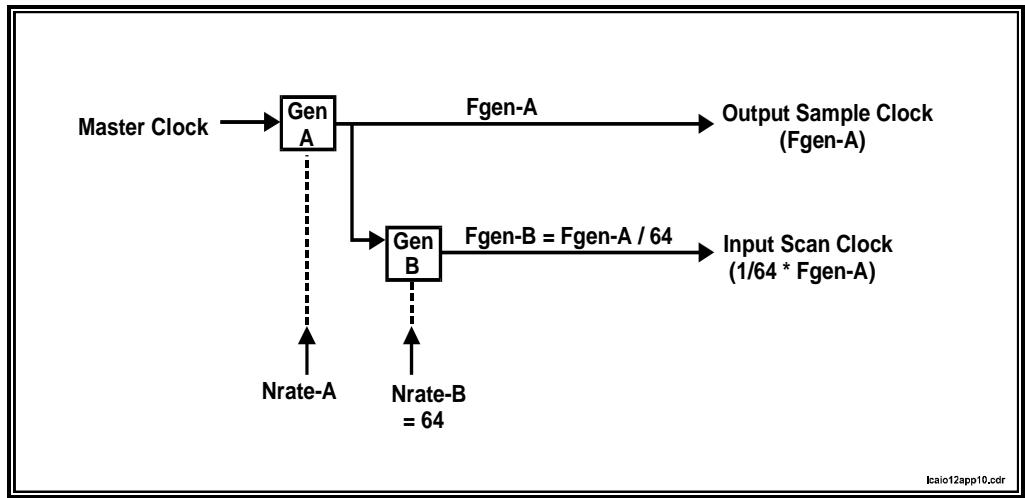 Master Clock
Gen
A
Fgen-A
Output Sample Clock
(Fgen-A)
Gen
B
Fgen-B = Fgen-A / 64
Input Scan Clock
(1/64 * Fgen-A)
Nrate-A
Nrate-B
= 64
lcaio12app10.cdr